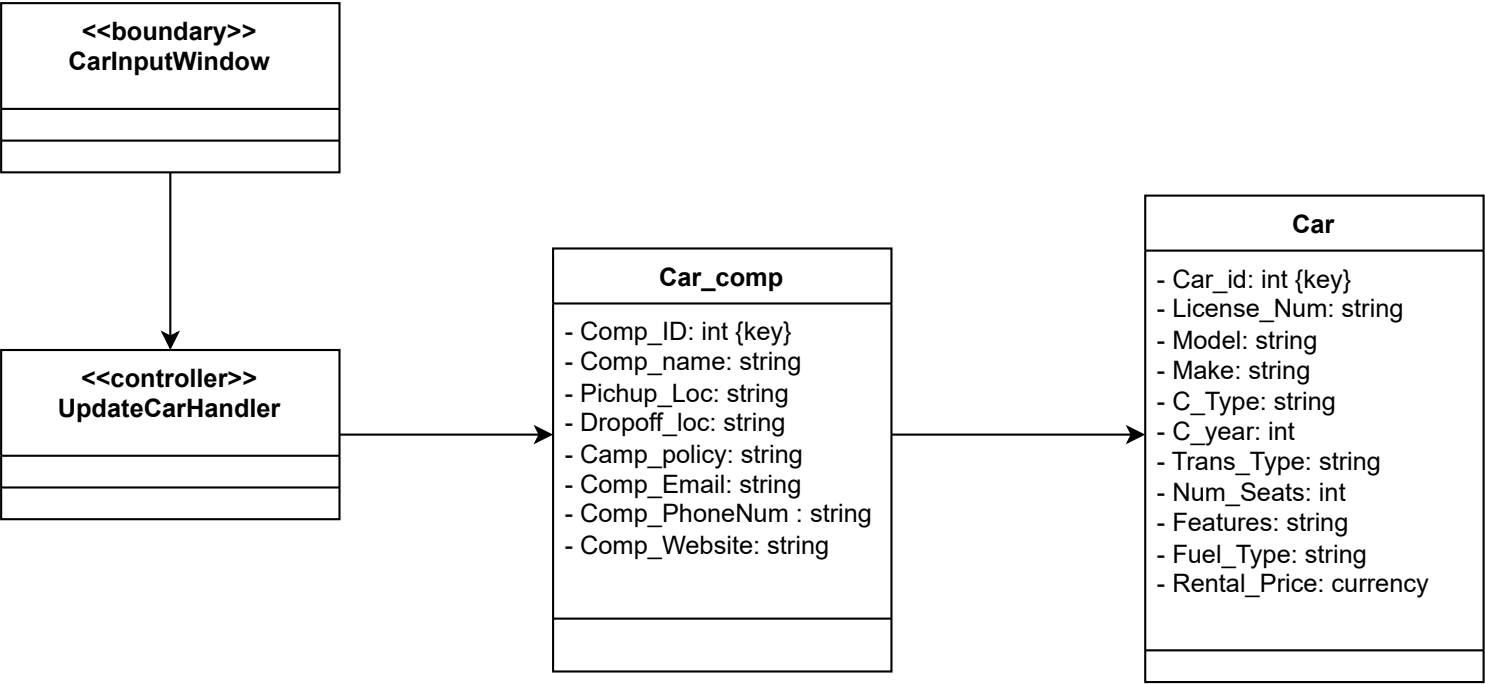 <<boundary>>
CarInputWindow
<<controller>>
UpdateCarHandler
Car_comp
- Comp_ID: int {key}
- Comp_name: string
- Pichup_Loc: string
- Dropoff_loc: string
- Camp_policy: string
- Comp_Email: string
- Comp_PhoneNum : string
- Comp_Website: string
Car
- Car_id: int {key}
- License_Num: string
- Model: string
- Make: string
- C_Type: string
- C_year: int
- Trans_Type: string
- Num_Seats: int
- Features: string
- Fuel_Type: string
- Rental_Price: currency